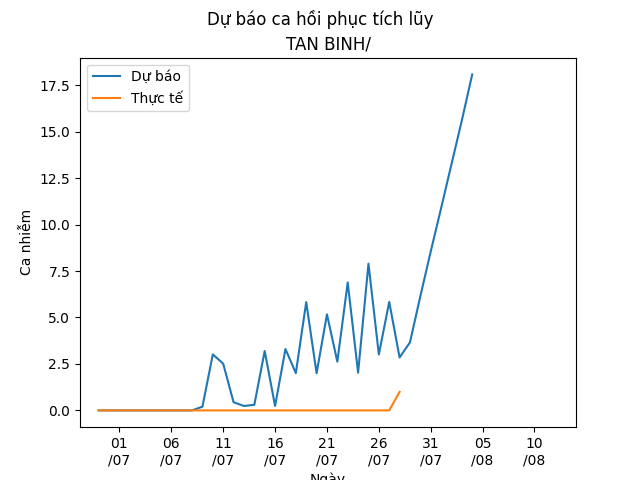 Dự báo ca hồi phục tích lũy
TAN BINH/
Dự báo
Thực tế
17.5
15.0
12.5
10.0
7.5
5.0
2.5
0.0
Ca nhiễm
01 06 11 16 21 26 31 05 10
/07 /07 /07 /07 /07 /07 /07 /08 /08
Ngày